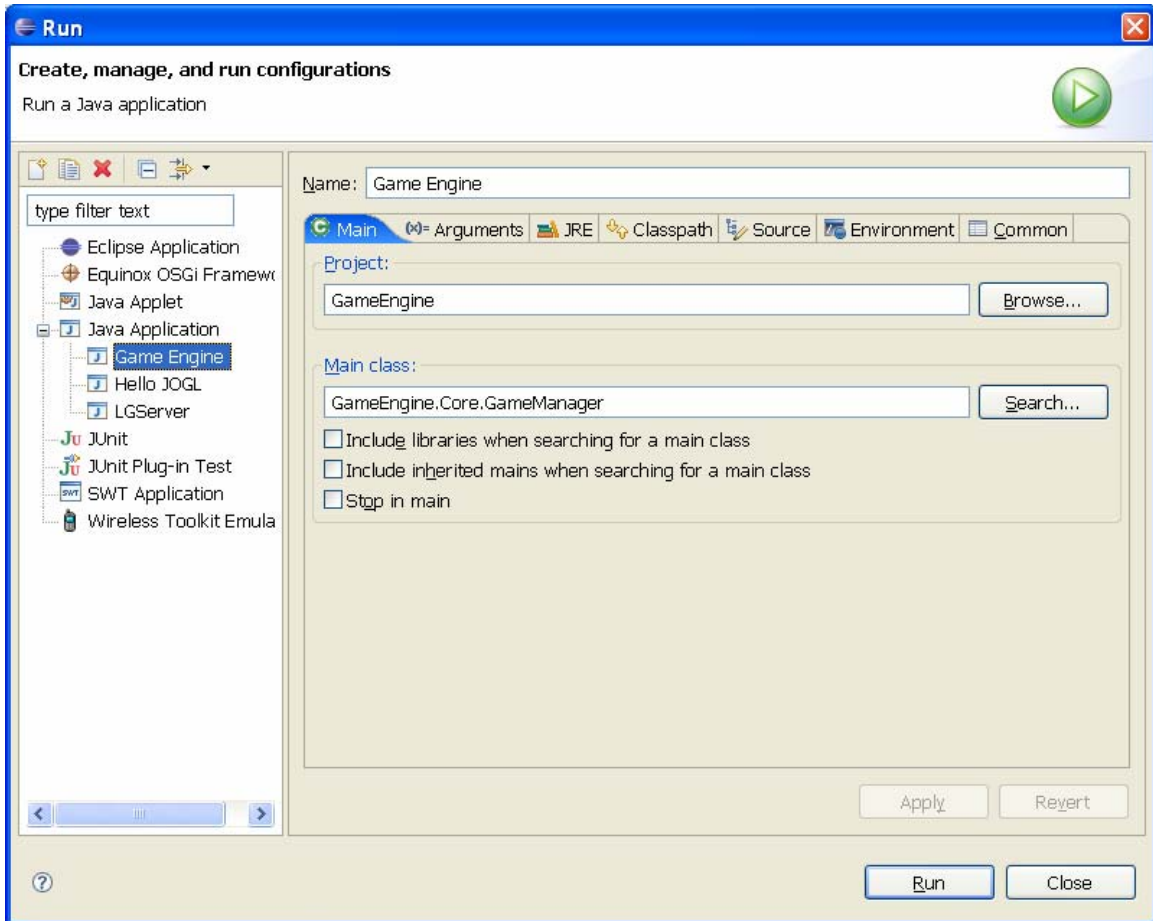 Run
Create, manage, and run configurations
Run a Java application
type filter text
Eclipse Application
Equinox OSGi Framewo
Java Applet
Java Application
Game Engine
Hello JOGL
LGServer
Ju JUnit
JUnit Plug-in Test
SWT Application
Wireless Toolkit Emula
Name: Game Engine
Main (x)= Arguments JRE Classpath Source Environment Common
Project:
GameEngine Browse...
Main class:
GameEngine.Core.GameManager Search...
Include libraries when searching for a main class
Include inherited mains when searching for a main class
Stop in main
Apply Revert
Run Close